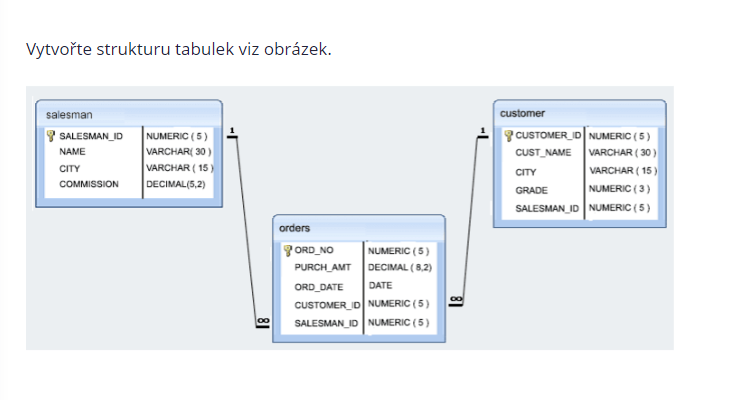 Vytvořte strukturu tabulek viz obrázek.
salesman
SALESMAN_ID NUMERIC ( 5 )
NAME VARCHAR( 30 )
CITY VARCHAR ( 15 )
COMMISSION DECIMAL(5,2)
1
customer
CUSTOMER_ID NUMERIC ( 5 )
CUST_NAME VARCHAR ( 30 )
CITY VARCHAR ( 15 )
GRADE NUMERIC ( 3 )
SALESMAN_ID NUMERIC ( 5 )
1
orders
ORD_NO NUMERIC ( 5 )
PURCH_AMT DECIMAL ( 8,2)
ORD_DATE DATE
CUSTOMER_ID NUMERIC ( 5 )
SALESMAN_ID NUMERIC ( 5 )
∞
∞